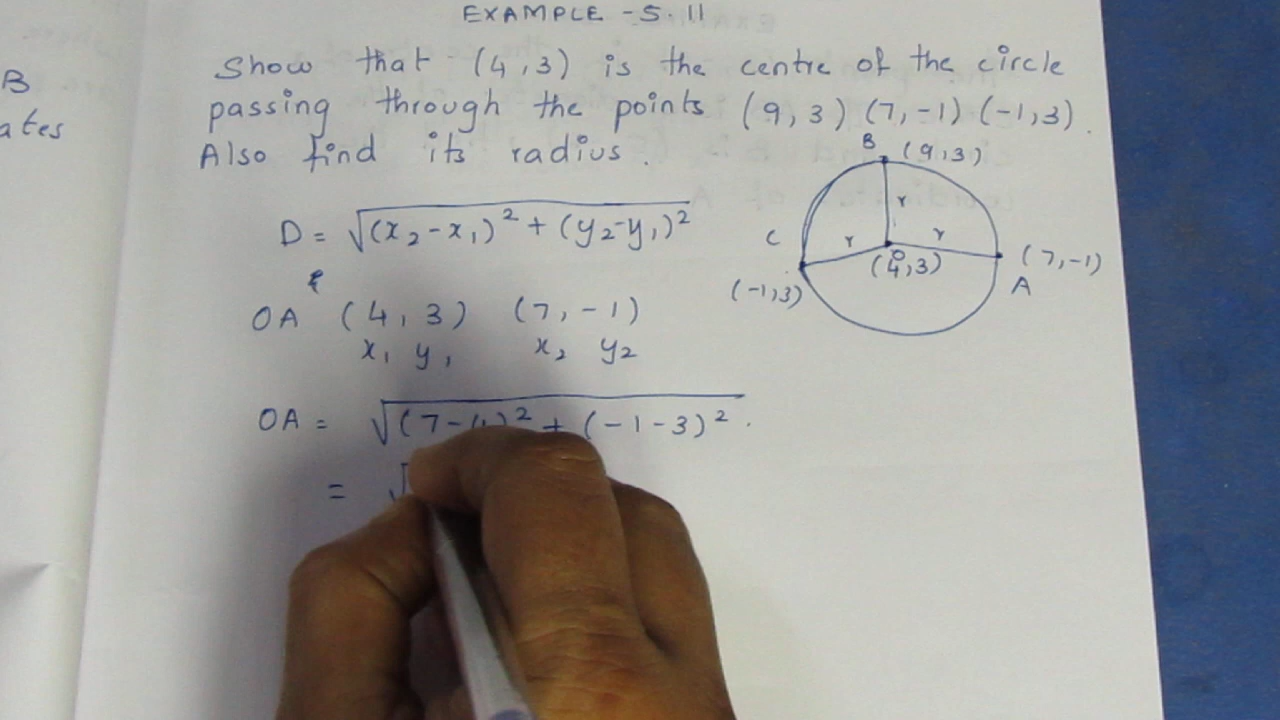 EXAMPLE - 5.11
Show that (4,3) is the centre of the circle
passing through the points (9,3) (7,-1) (-1,3).
Also find its radius.
B
ates
D = √(x₂-x₁)² + (y₂-y₁)²
OA (4,3) (7,-1)
x₁ y₁ x₂ y₂
OA = √(7-4)² + (-1-3)².
= √
B (9,3)
r
r r
C
O
(4,3)
(7,-1)
A
(-1,3)